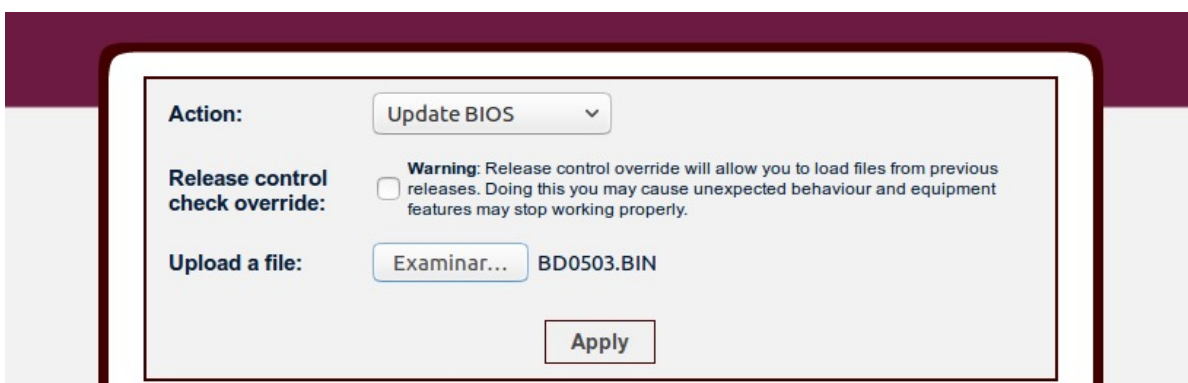 Action: Update BIOS
Release control check override: Warning: Release control override will allow you to load files from previous
releases. Doing this you may cause unexpected behaviour and equipment
features may stop working properly.
Upload a file: Examinar... BD0503.BIN
Apply